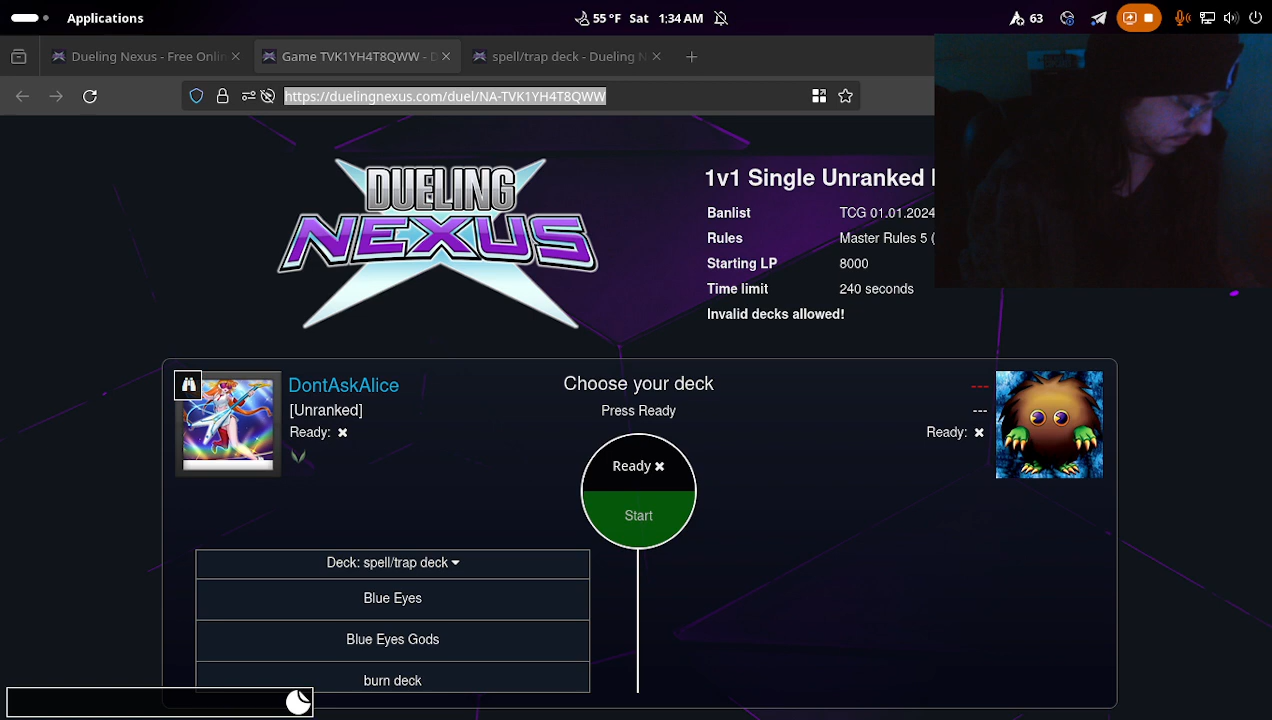 Applications
55 °F Sat 1:34 AM
63
Dueling Nexus - Free Onlin
Game TVK1YH4T8QWW - D
spell/trap deck - Dueling N
https://duelingnexus.com/duel/NA-TVK1YH4T8QWW
DUELING
NEXUS
1v1 Single Unranked
Banlist TCG 01.01.2024
Rules Master Rules 5 (
Starting LP 8000
Time limit 240 seconds
Invalid decks allowed!
DontAskAlice
[Unranked]
Ready: ✖
Choose your deck
Press Ready
Ready ✖
Start
---
---
Ready: ✖
Deck: spell/trap deck
Blue Eyes
Blue Eyes Gods
burn deck